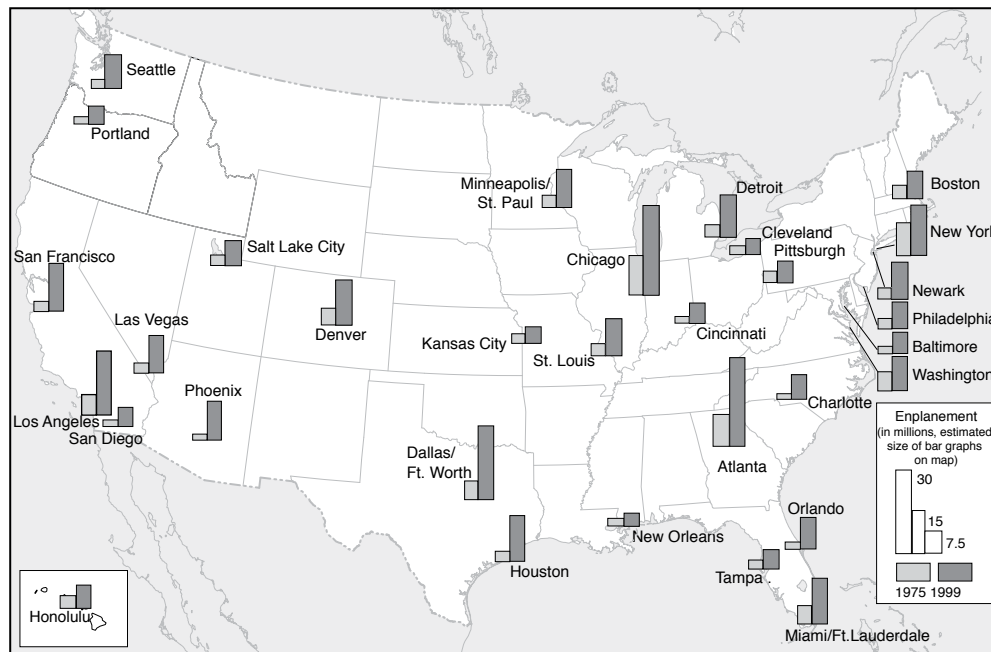 Seattle
Portland
Minneapolis/
St. Paul
Detroit
Boston
New York
Cleveland
Pittsburgh
Salt Lake City
San Francisco
Chicago
Newark
Las Vegas
Denver
Philadelphia
Cincinnati
Kansas City
St. Louis
Baltimore
Washington
Phoenix
Charlotte
Los Angeles
San Diego
Enplanement
(in millions, estimated
size of bar graphs
on map)
30
15
7.5
1975 1999
Dallas/
Ft. Worth
Atlanta
Orlando
New Orleans
Houston
Tampa
Honolulu
Miami/Ft.Lauderdale